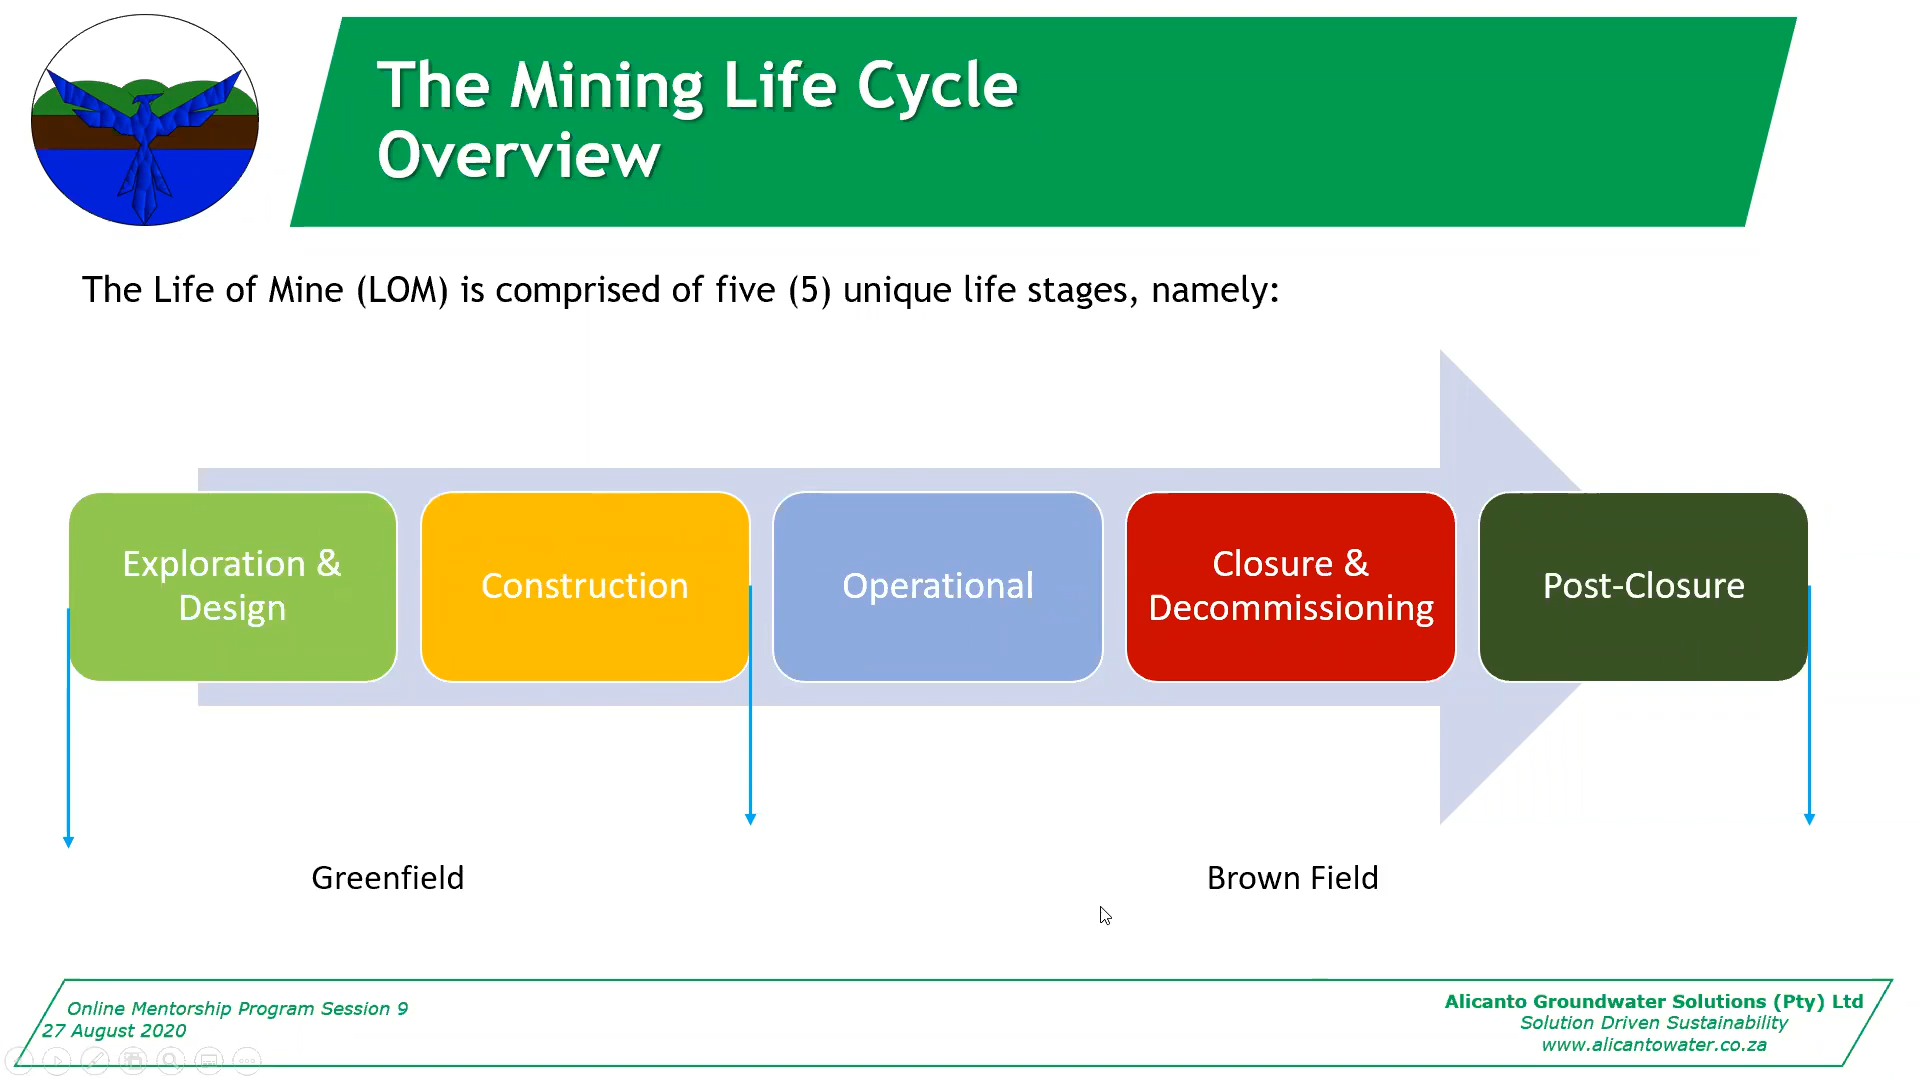 The Mining Life Cycle
Overview
The Life of Mine (LOM) is comprised of five (5) unique life stages, namely:
Exploration &
Design
Construction
Operational
Closure &
Decommissioning
Post-Closure
Greenfield
Brown Field
Online Mentorship Program Session 9
27 August 2020
Alicanto Groundwater Solutions (Pty) Ltd
Solution Driven Sustainability
www.alicantowater.co.za